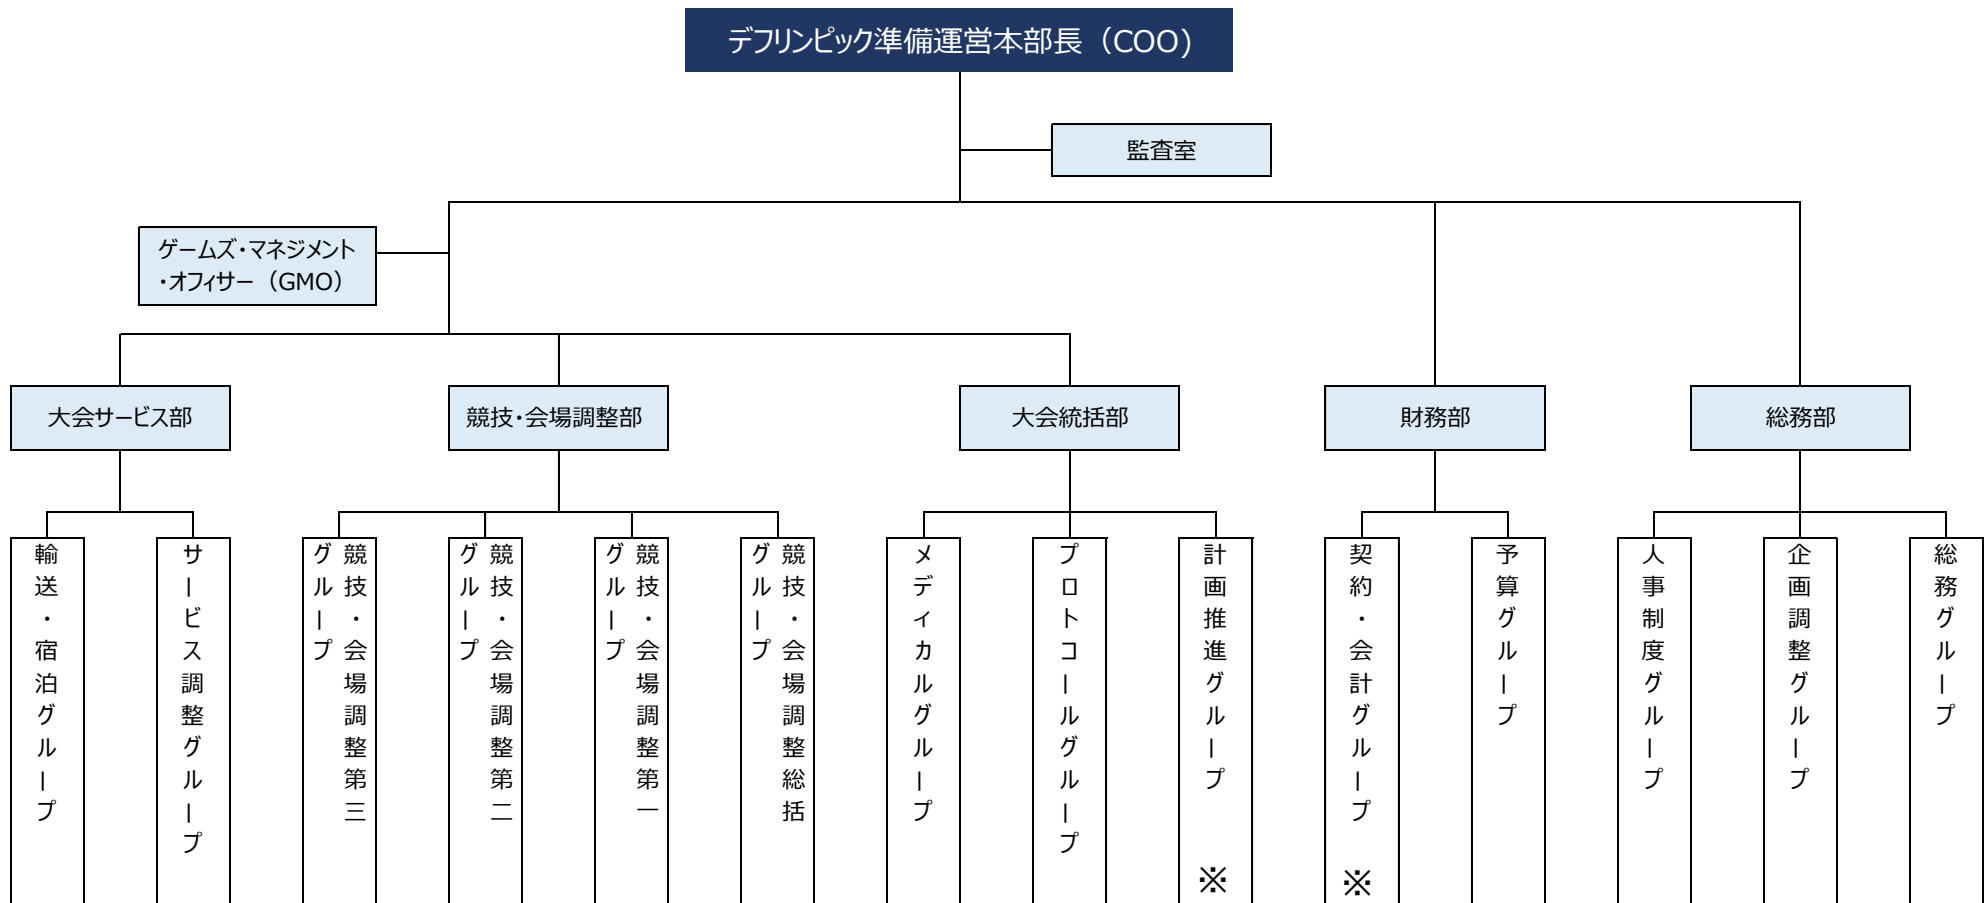 デフリンピック準備運営本部長（COO）
監査室
ゲームズ・マネジメント
・オフィサー（GMO）
大会サービス部
競技・会場調整部
大会統括部
財務部
総務部
輸送・宿泊グループ
サービス調整グループ
競技・会場調整第三
グループ
競技・会場調整第二
グループ
競技・会場調整第一
グループ
競技・会場調整総括
グループ
メディカルグループ
プロトコールグループ
計画推進グループ ※
契約・会計グループ ※
予算グループ
人事制度グループ
企画調整グループ
総務グループ